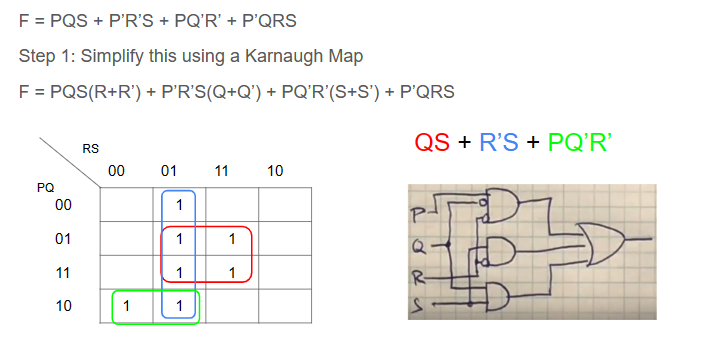 F = PQS + P’R’S + PQ’R’ + P’QRS
Step 1: Simplify this using a Karnaugh Map
F = PQS(R+R’) + P’R’S(Q+Q’) + PQ’R’(S+S’) + P’QRS
QS + R’S + PQ’R’
RS
00 01 11 10
PQ
00 1
01 1 1
11 1 1
10 1 1
P
Q
R
S